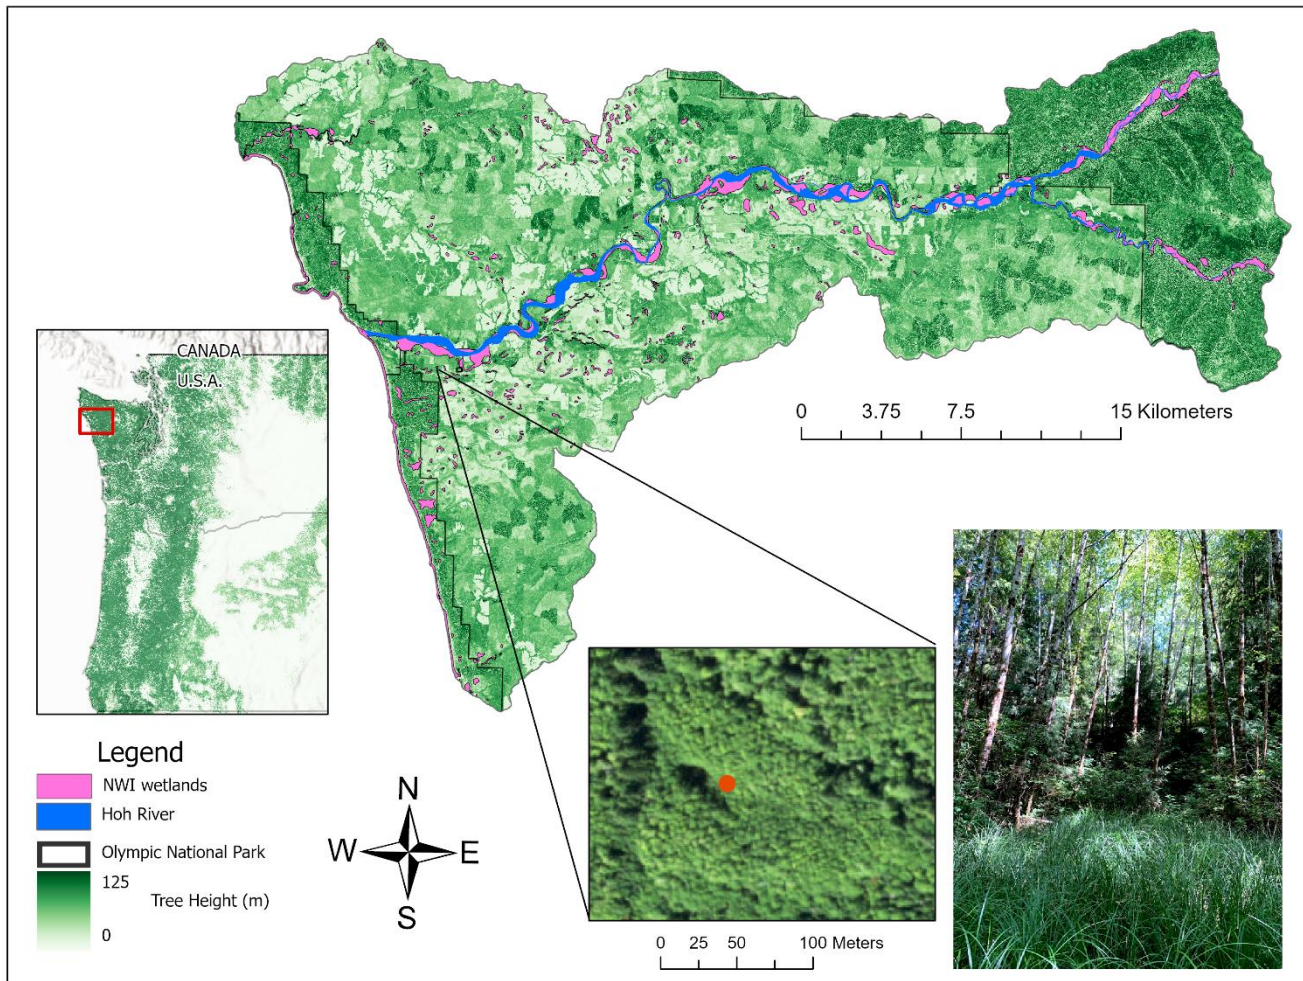 CANADA
U.S.A.
0 3.75 7.5 15 Kilometers
Legend
NWI wetlands
Hoh River
Olympic National Park
125
Tree Height (m)
0
N
W E
S
0 25 50 100 Meters